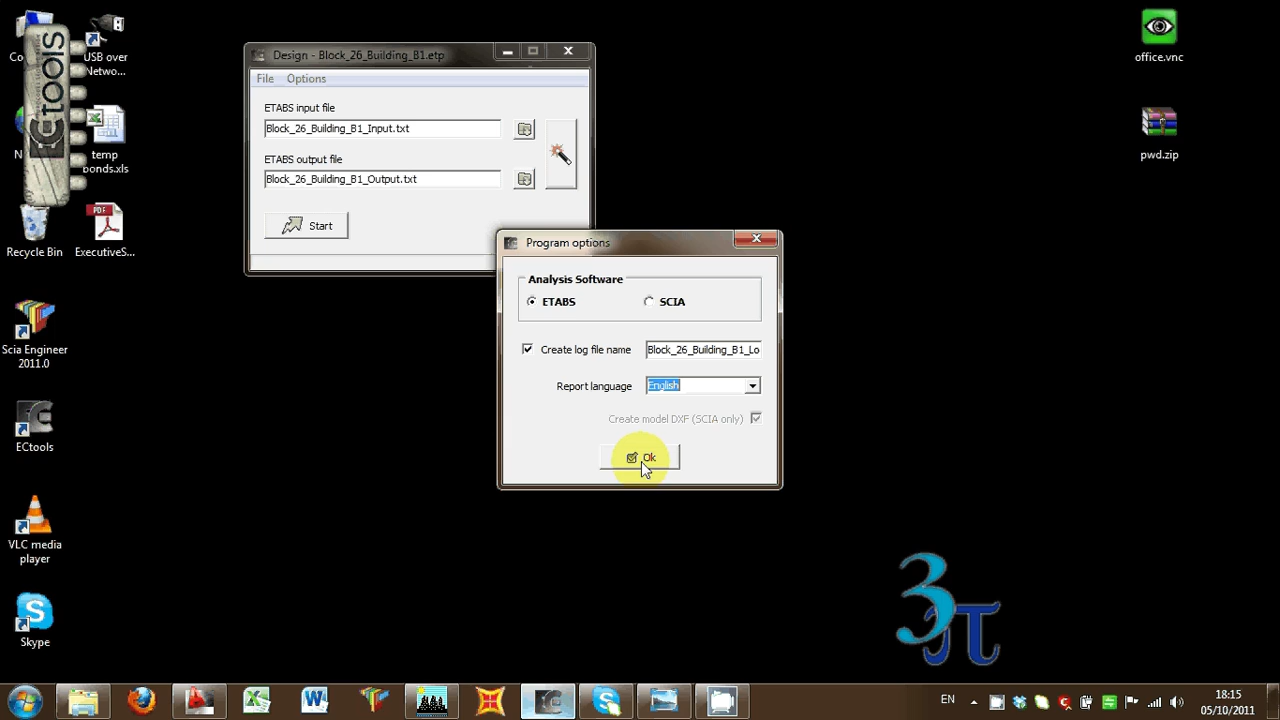 Co
USB over
Netwo...
ECtools
N
temp
bonds.xls
Recycle Bin
ExecutiveS...
Scia Engineer
2011.0
ECtools
VLC media
player
Skype
Design - Block_26_Building_B1.etp
File Options
ETABS input file
Block_26_Building_B1_Input.txt
ETABS output file
Block_26_Building_B1_Output.txt
Start
Program options
Analysis Software
ETABS SCIA
Create log file name Block_26_Building_B1_Lo
Report language English
Create model DXF (SCIA only)
Ok
office.vnc
pwd.zip
3π
EN
18:15
05/10/2011